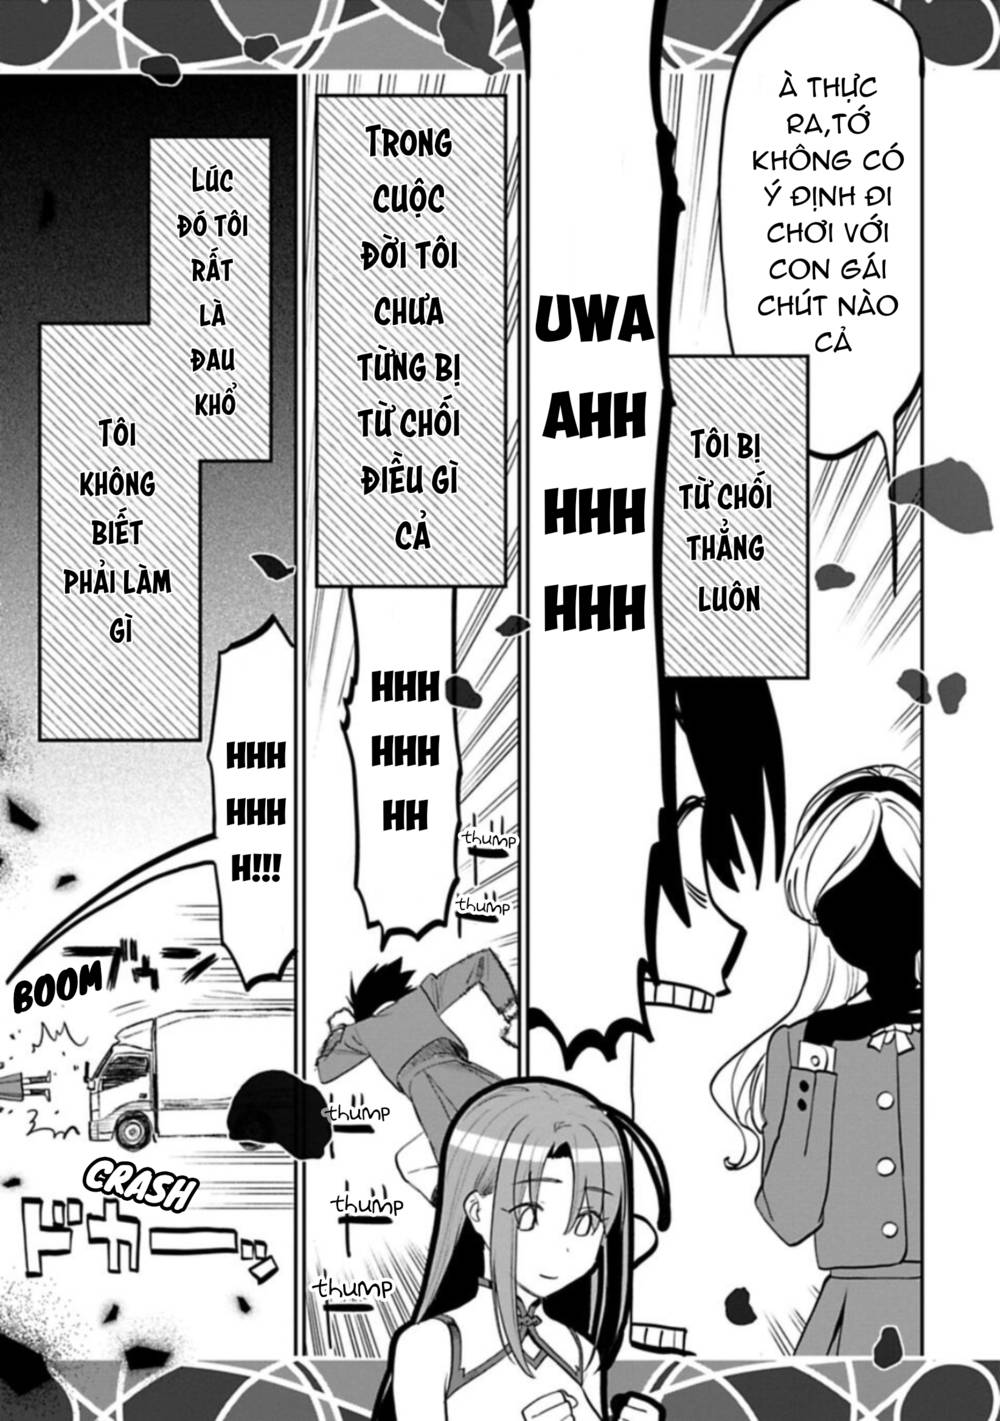 À THỰC
RA,TỚ
KHÔNG CÓ
Ý ĐỊNH ĐI
CHƠI VỚI
CON GÁI
CHÚT NÀO
CẢ
TÔI BỊ
TỪ CHỐI
THẲNG
LUÔN
UWA
AHH
HHH
HHH
TRONG
CUỘC
ĐỜI TÔI
CHƯA
TỪNG BỊ
TỪ CHỐI
ĐIỀU GÌ
CẢ
HHH
HHH
HH
thump
thump
thump
thump
thump
LÚC
ĐÓ TÔI
RẤT
LÀ
ĐAU
KHỔ
TÔI
KHÔNG
BIẾT
PHẢI LÀM
GÌ
HHH
HHH
H!!!
BOOM
ブゥン
CRASH
ドカーッ